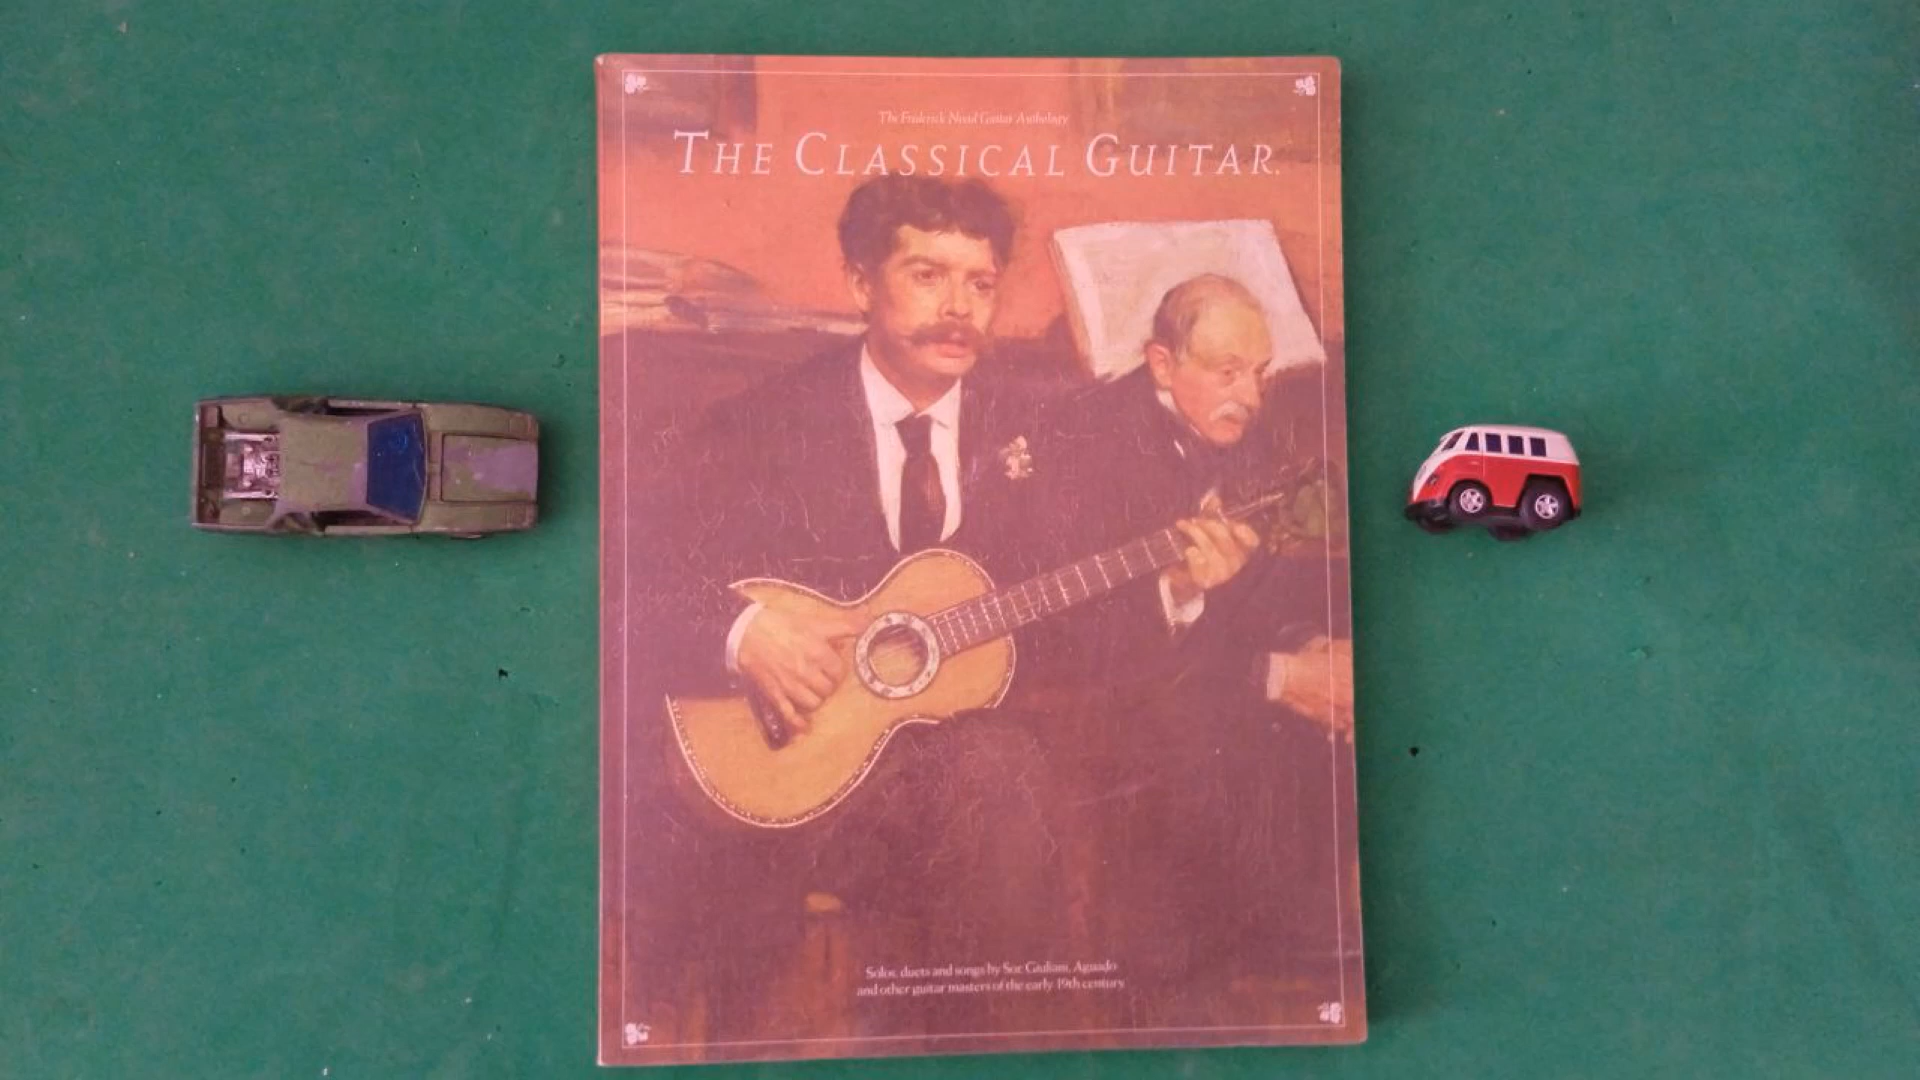 The Frederick Noad Guitar Anthology
THE CLASSICAL GUITAR.
Solos, duets and songs by Sor, Giuliani, Aguado
and other guitar masters of the early 19th century